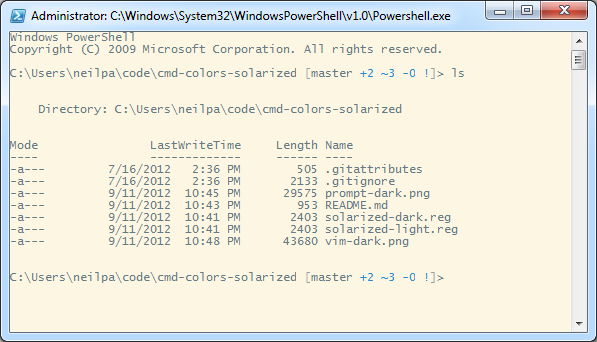 Administrator: C:\Windows\System32\WindowsPowerShell\v1.0\Powershell.exe
Windows PowerShell
Copyright (C) 2009 Microsoft Corporation. All rights reserved.
C:\Users\neilpa\code\cmd-colors-solarized [master +2 ~3 -0 !]> ls
Directory: C:\Users\neilpa\code\cmd-colors-solarized
Mode LastWriteTime Length Name
---- ------------- ------ ----
-a--- 7/16/2012 2:36 PM 505 .gitattributes
-a--- 7/16/2012 2:36 PM 2133 .gitignore
-a--- 9/11/2012 10:45 PM 29575 prompt-dark.png
-a--- 9/11/2012 10:43 PM 953 README.md
-a--- 9/11/2012 10:41 PM 2403 solarized-dark.reg
-a--- 9/11/2012 10:41 PM 2403 solarized-light.reg
-a--- 9/11/2012 10:48 PM 43680 vim-dark.png
C:\Users\neilpa\code\cmd-colors-solarized [master +2 ~3 -0 !]>